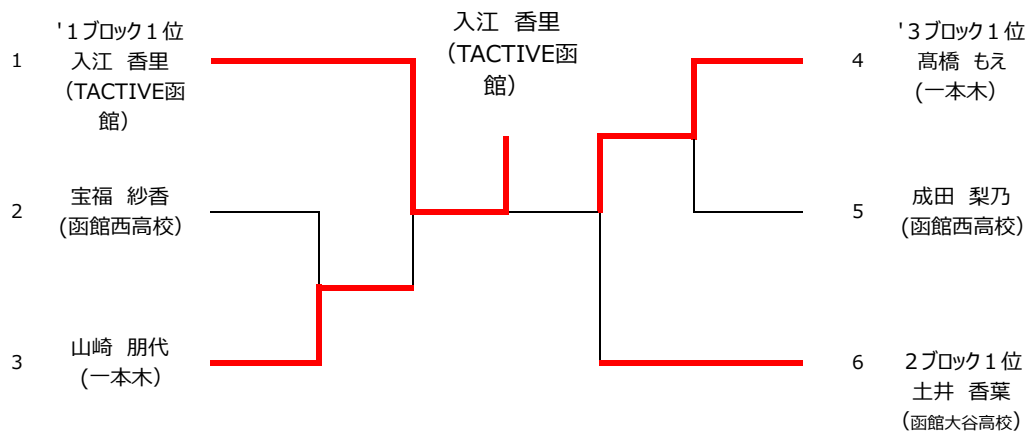 '１ブロック１位
1
入江　香里
（TACTIVE函
館）
2
宝福　紗香
(函館西高校）
3
山崎　朋代
(一本木）
入江　香里
（TACTIVE函
館）
'３ブロック１位
4
髙橋 もえ
(一本木）
5
成田 梨乃
(函館西高校）
6
２ブロック１位
土井 香葉
(函館大谷高校）